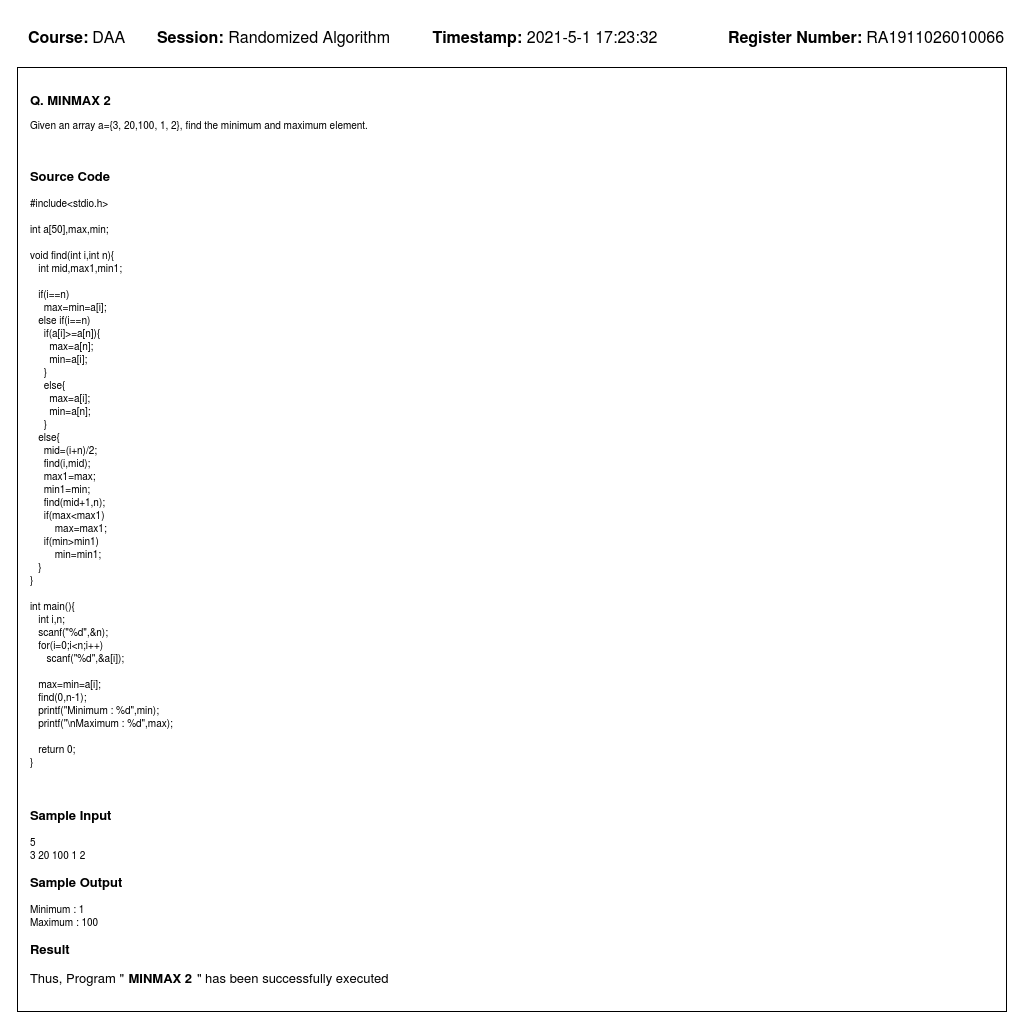 Course: DAA Session: Randomized Algorithm Timestamp: 2021-5-1 17:23:32 Register Number: RA1911026010066
Q. MINMAX 2
Given an array a={3, 20,100, 1, 2}, find the minimum and maximum element.
Source Code
#include<stdio.h>
int a[50],max,min;
void find(int i,int n){
int mid,max1,min1;
if(i==n)
max=min=a[i];
else if(i==n)
if(a[i]>=a[n]){
max=a[n];
min=a[i];
}
else{
max=a[i];
min=a[n];
}
else{
mid=(i+n)/2;
find(i,mid);
max1=max;
min1=min;
find(mid+1,n);
if(max<max1)
max=max1;
if(min>min1)
min=min1;
}
}
int main(){
int i,n;
scanf("%d",&n);
for(i=0;i<n;i++)
scanf("%d",&a[i]);
max=min=a[i];
find(0,n-1);
printf("Minimum : %d",min);
printf("\nMaximum : %d",max);
return 0;
}
Sample Input
5
3 20 100 1 2
Sample Output
Minimum : 1
Maximum : 100
Result
Thus, Program " MINMAX 2 " has been successfully executed